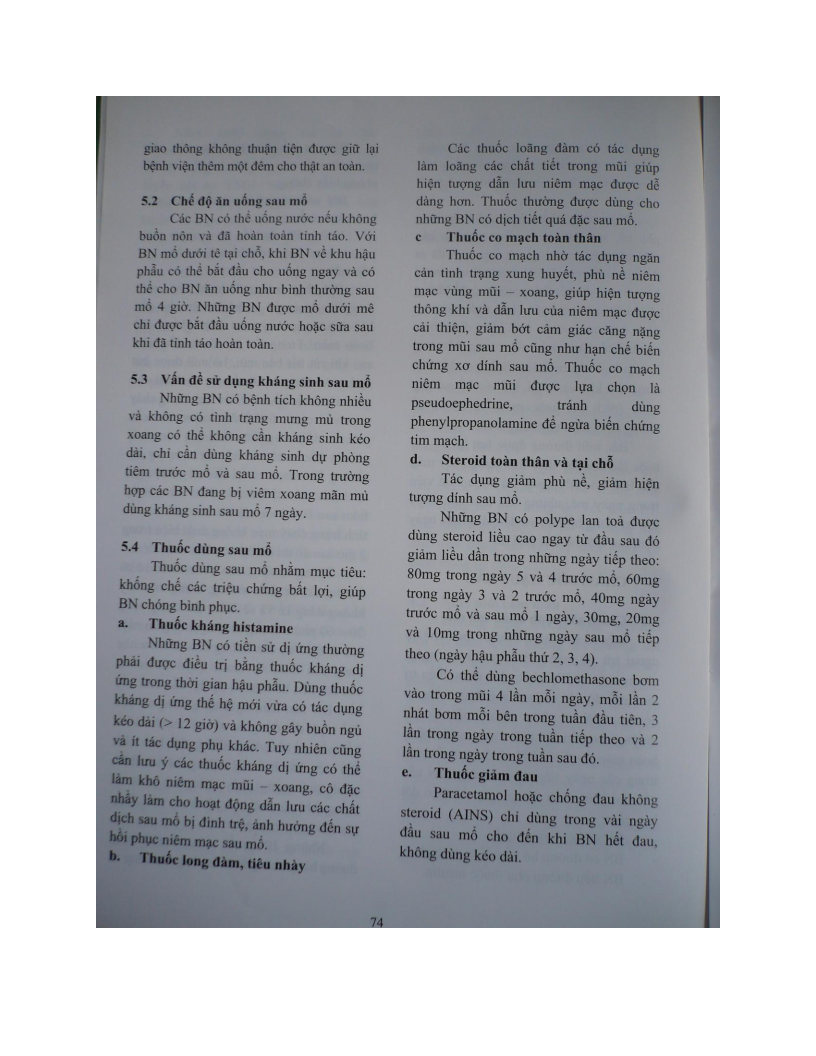 giao thông không thuận tiện được giữ lại
bệnh viện thêm một đêm cho thật an toàn.
5.2 Chế độ ăn uống sau mổ
Các BN có thể uống nước nếu không
buồn nôn và đã hoàn toàn tỉnh táo. Với
BN mổ dưới tê tại chỗ, khi BN về khu hậu
phẫu có thể bắt đầu cho uống ngay và có
thể cho BN ăn uống như bình thường sau
mổ 4 giờ. Những BN được mổ dưới mê
chỉ được bắt đầu uống nước hoặc sữa sau
khi đã tỉnh táo hoàn toàn.
5.3 Vấn đề sử dụng kháng sinh sau mổ
Những BN có bệnh tích không nhiều
và không có tình trạng mưng mủ trong
xoang có thể không cần kháng sinh kéo
dài, chỉ cần dùng kháng sinh dự phòng
tiêm trước mổ và sau mổ. Trong trường
hợp các BN đang bị viêm xoang mãn mủ
dùng kháng sinh sau mổ 7 ngày.
5.4 Thuốc dùng sau mổ
Thuốc dùng sau mổ nhằm mục tiêu:
khống chế các triệu chứng bất lợi, giúp
BN chóng bình phục.
a. Thuốc kháng histamine
Những BN có tiền sử dị ứng thường
phải được điều trị bằng thuốc kháng dị
ứng trong thời gian hậu phẫu. Dùng thuốc
kháng dị ứng thế hệ mới vừa có tác dụng
kéo dài (> 12 giờ) và không gây buồn ngủ
và ít tác dụng phụ khác. Tuy nhiên cũng
cần lưu ý các thuốc kháng dị ứng có thể
làm khô niêm mạc mũi – xoang, cô đặc
nhầy làm cho hoạt động dẫn lưu các chất
dịch sau mổ bị đình trệ, ảnh hưởng đến sự
hồi phục niêm mạc sau mổ.
b. Thuốc long đàm, tiêu nhày
Các thuốc loãng đàm có tác dụng
làm loãng các chất tiết trong mũi giúp
hiện tượng dẫn lưu niêm mạc được dễ
dàng hơn. Thuốc thường được dùng cho
những BN có dịch tiết quá đặc sau mổ.
c Thuốc co mạch toàn thân
Thuốc co mạch nhờ tác dụng ngăn
cản tình trạng xung huyết, phù nề niêm
mạc vùng mũi – xoang, giúp hiện tượng
thông khí và dẫn lưu của niêm mạc được
cải thiện, giảm bớt cảm giác căng nặng
trong mũi sau mổ cũng như hạn chế biến
chứng xơ dính sau mổ. Thuốc co mạch
niêm mạc mũi được lựa chọn là
pseudoephedrine, tránh dùng
phenylpropanolamine để ngừa biến chứng
tim mạch.
d. Steroid toàn thân và tại chỗ
Tác dụng giảm phù nề, giảm hiện
tượng dính sau mổ.
Những BN có polype lan toả được
dùng steroid liều cao ngay từ đầu sau đó
giảm liều dần trong những ngày tiếp theo:
80mg trong ngày 5 và 4 trước mổ, 60mg
trong ngày 3 và 2 trước mổ, 40mg ngày
trước mổ và sau mổ 1 ngày, 30mg, 20mg
và 10mg trong những ngày sau mổ tiếp
theo (ngày hậu phẫu thứ 2, 3, 4).
Có thể dùng bechlomethasone bơm
vào trong mũi 4 lần mỗi ngày, mỗi lần 2
nhát bơm mỗi bên trong tuần đầu tiên, 3
lần trong ngày trong tuần tiếp theo và 2
lần trong ngày trong tuần sau đó.
e. Thuốc giảm đau
Paracetamol hoặc chống đau không
steroid (AINS) chỉ dùng trong vài ngày
đầu sau mổ cho đến khi BN hết đau,
không dùng kéo dài.
74